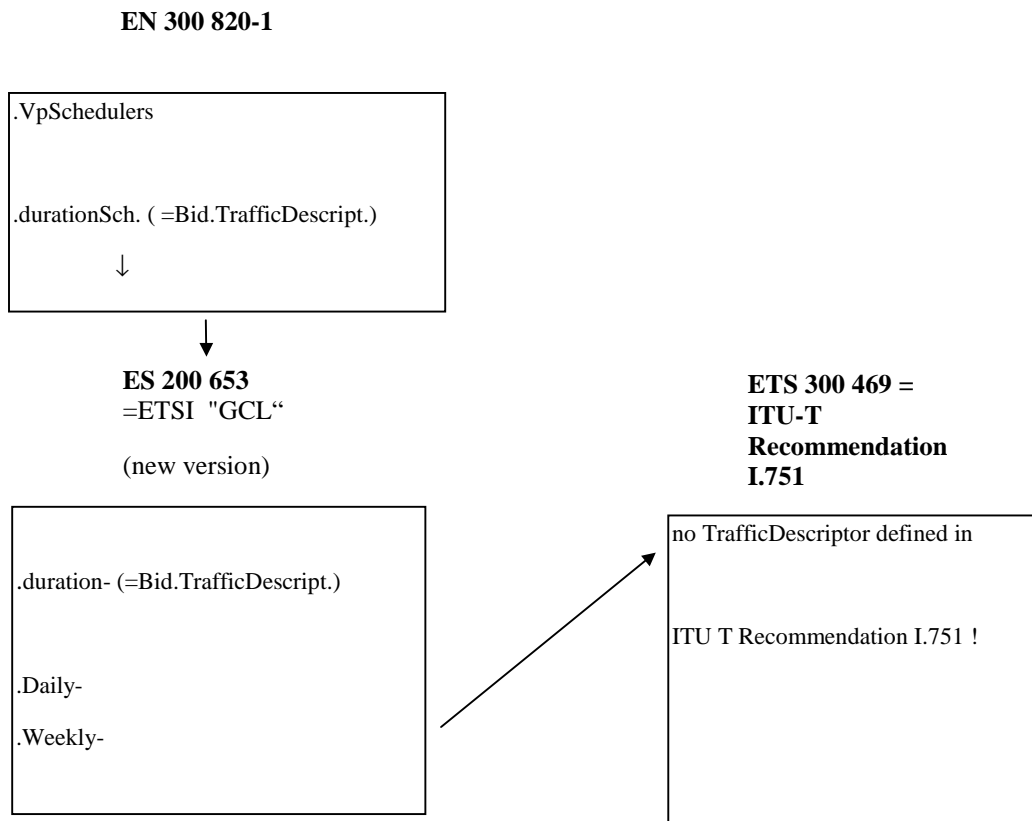 EN 300 820-1
.VpSchedulers
.durationSch. ( =Bid.TrafficDescript.)
↓
ES 200 653
=ETSI "GCL“
(new version)
.duration- (=Bid.TrafficDescript.)
.Daily-
.Weekly-
ETS 300 469 =
ITU-T
Recommendation
I.751
no TrafficDescriptor defined in
ITU T Recommendation I.751 !